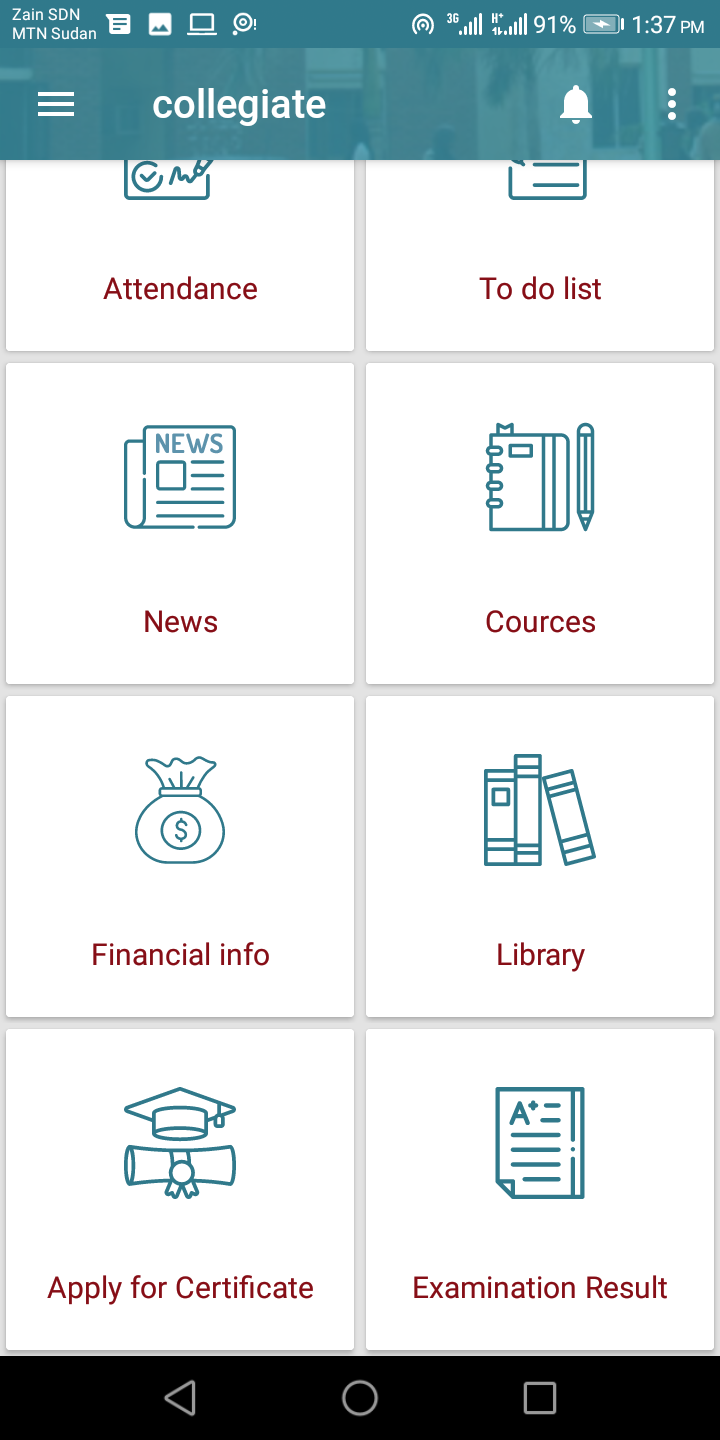 Zain SDN
MTN Sudan
3G H+ 91% 1:37 PM
collegiate
Attendance
To do list
NEWS
News
Cources
$
Financial info
Library
A+
Apply for Certificate
Examination Result